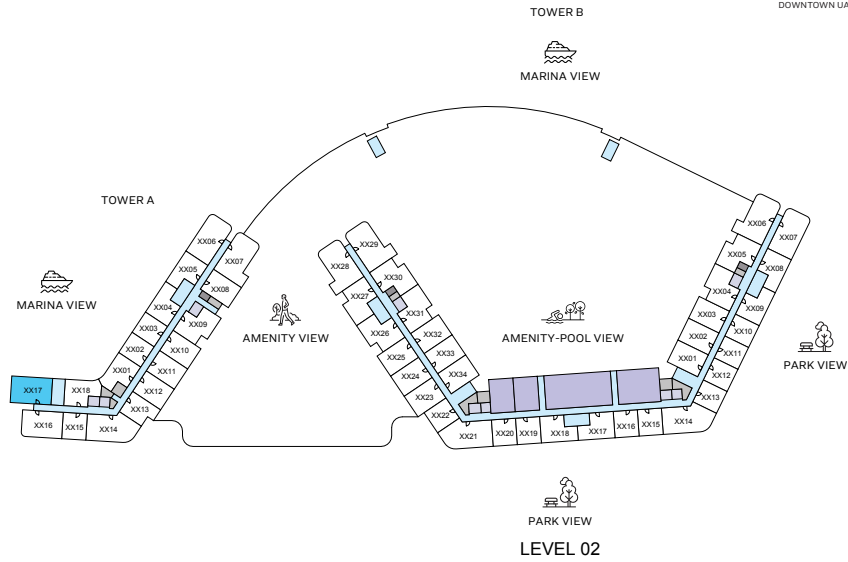 DOWNTOWN UA
TOWER B
MARINA VIEW
TOWER A
MARINA VIEW
AMENITY VIEW
AMENITY-POOL VIEW
PARK VIEW
XX06
XX07
XX05
XX08
XX04
XX09
XX03
XX10
XX02
XX11
XX01
XX12
XX17
XX18
XX13
XX16
XX15
XX14
XX29
XX28
XX30
XX27
XX31
XX26
XX32
XX25
XX33
XX24
XX34
XX23
XX22
XX21
XX20
XX19
XX18
XX17
XX16
XX15
XX14
XX06
XX07
XX05
XX08
XX04
XX09
XX03
XX10
XX02
XX11
XX01
XX12
XX13
PARK VIEW
LEVEL 02